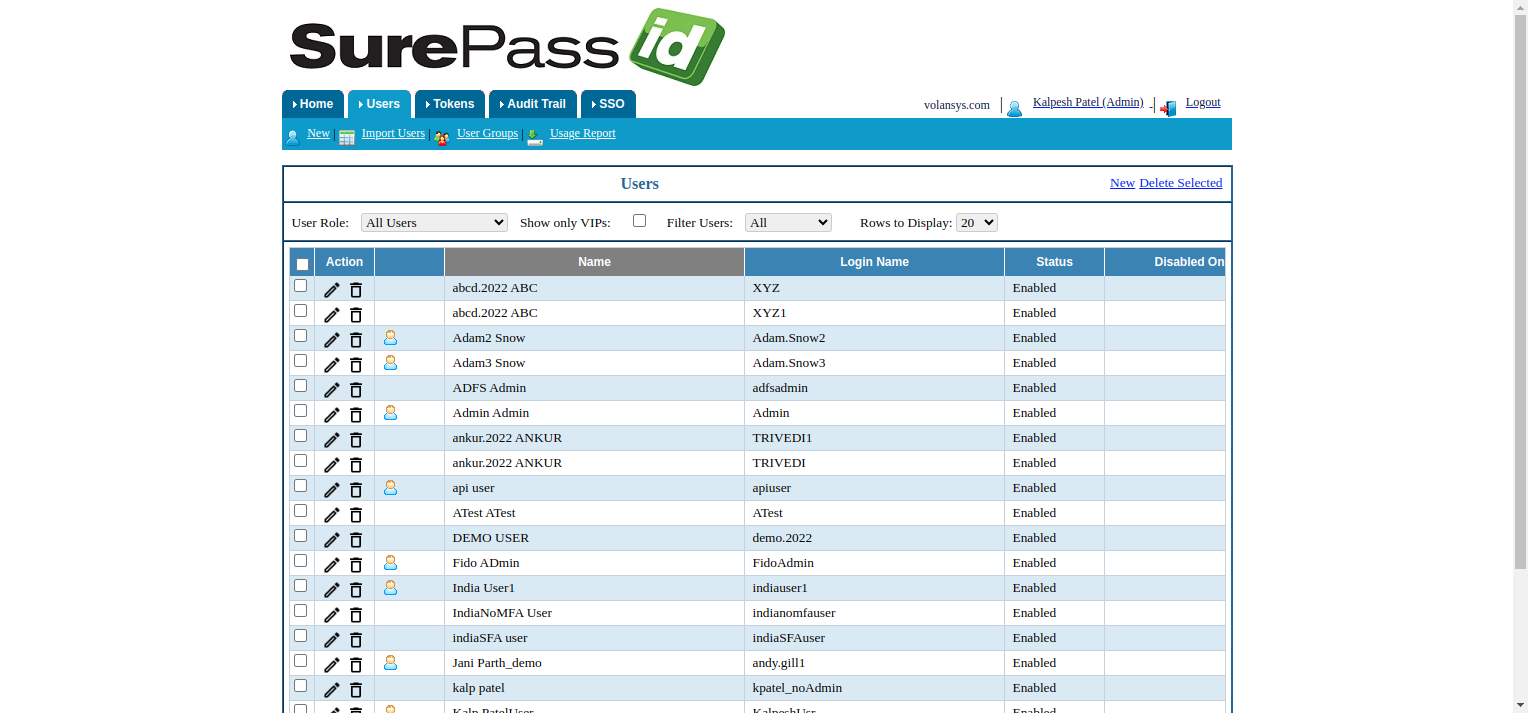 SurePass id
Home Users Tokens Audit Trail SSO volansys.com | Kalpesh Patel (Admin) - | Logout
New | Import Users | User Groups | Usage Report
Users New Delete Selected
User Role: All Users Show only VIPs: Filter Users: All Rows to Display: 20
Action Name Login Name Status Disabled On
abcd.2022 ABC XYZ Enabled
abcd.2022 ABC XYZ1 Enabled
Adam2 Snow Adam.Snow2 Enabled
Adam3 Snow Adam.Snow3 Enabled
ADFS Admin adfsadmin Enabled
Admin Admin Admin Enabled
ankur.2022 ANKUR TRIVEDI1 Enabled
ankur.2022 ANKUR TRIVEDI Enabled
api user apiuser Enabled
ATest ATest ATest Enabled
DEMO USER demo.2022 Enabled
Fido ADmin FidoAdmin Enabled
India User1 indiauser1 Enabled
IndiaNoMFA User indianomfauser Enabled
indiaSFA user indiaSFAuser Enabled
Jani Parth_demo andy.gill1 Enabled
kalp patel kpatel_noAdmin Enabled
Kalp PatelUser KalpeshUsr Enabled